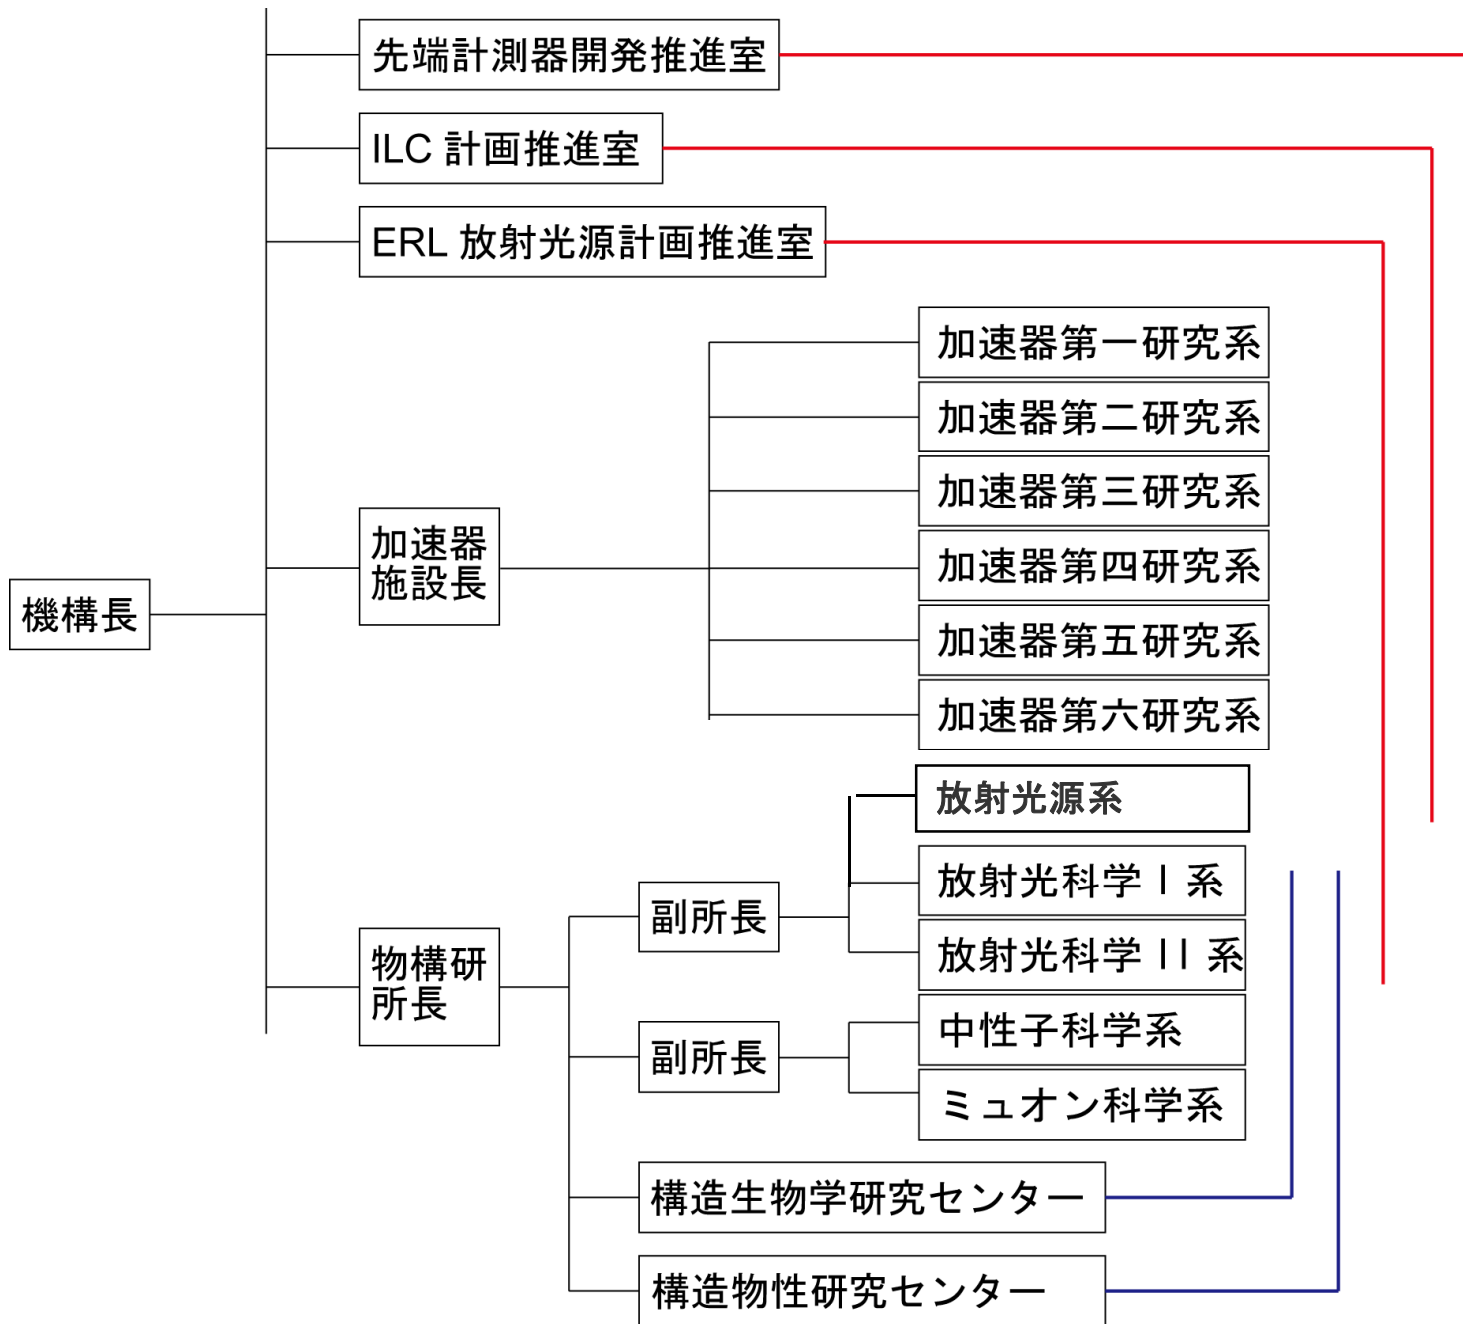 先端計測器開発推進室
ILC 計画推進室
ERL 放射光源計画推進室
加速器第一研究系
加速器第二研究系
加速器第三研究系
加速器
施設長
加速器第四研究系
機構長
加速器第五研究系
加速器第六研究系
放射光源系
放射光科学Ⅰ系
副所長
放射光科学ⅠⅠ系
物構研
所長
中性子科学系
副所長
ミュオン科学系
構造生物学研究センター
構造物性研究センター